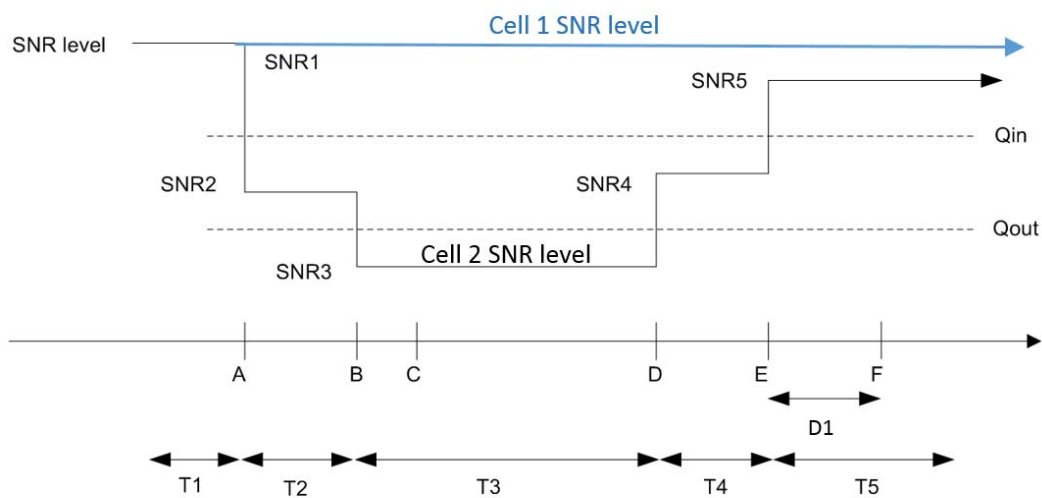 Cell 1 SNR level
SNR level
SNR1
SNR5
Qin
SNR2
SNR4
Qout
Cell 2 SNR level
SNR3
A B C D E F
D1
T1 T2 T3 T4 T5